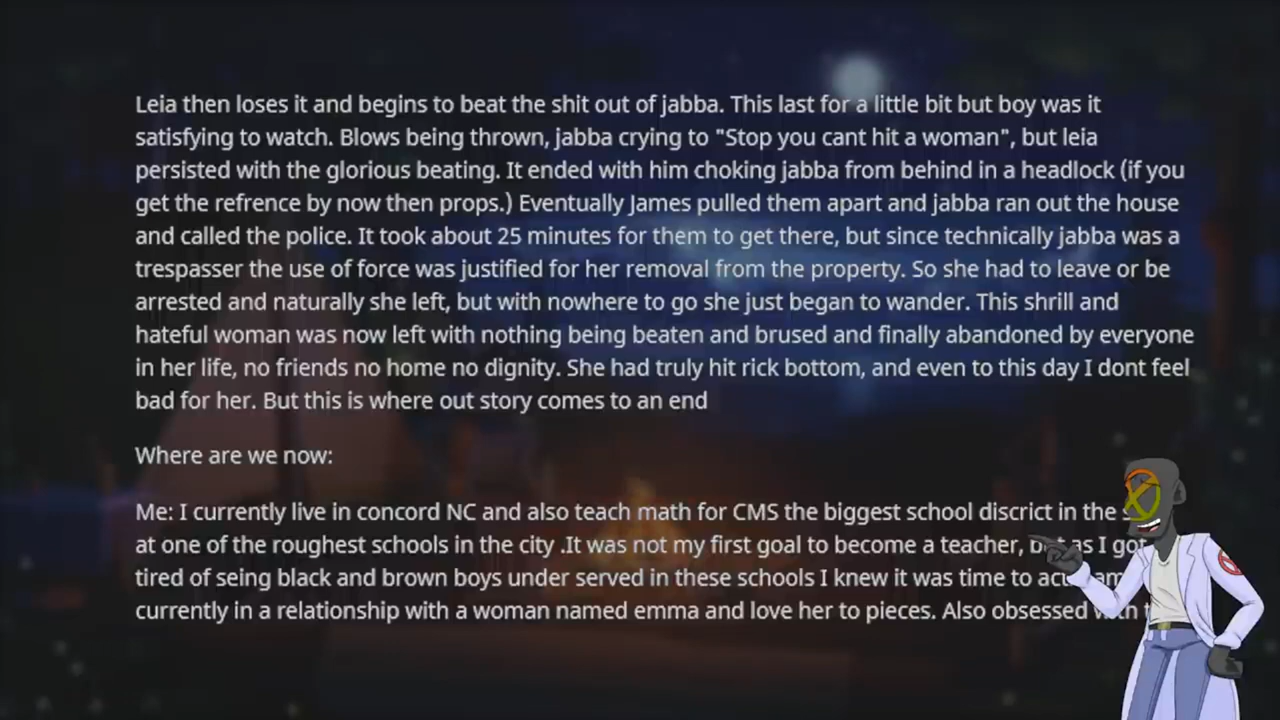 Leia then loses it and begins to beat the shit out of jabba. This last for a little bit but boy was it
satisfying to watch. Blows being thrown, jabba crying to "Stop you cant hit a woman", but leia
persisted with the glorious beating. It ended with him choking jabba from behind in a headlock (if you
get the refrence by now then props.) Eventually James pulled them apart and jabba ran out the house
and called the police. It took about 25 minutes for them to get there, but since technically jabba was a
trespasser the use of force was justified for her removal from the property. So she had to leave or be
arrested and naturally she left, but with nowhere to go she just began to wander. This shrill and
hateful woman was now left with nothing being beaten and brused and finally abandoned by everyone
in her life, no friends no home no dignity. She had truly hit rick bottom, and even to this day I dont feel
bad for her. But this is where out story comes to an end
Where are we now:
Me: I currently live in concord NC and also teach math for CMS the biggest school discrict in the
at one of the roughest schools in the city .It was not my first goal to become a teacher, but as I got
tired of seing black and brown boys under served in these schools I knew it was time to act
currently in a relationship with a woman named emma and love her to pieces. Also obsessed with